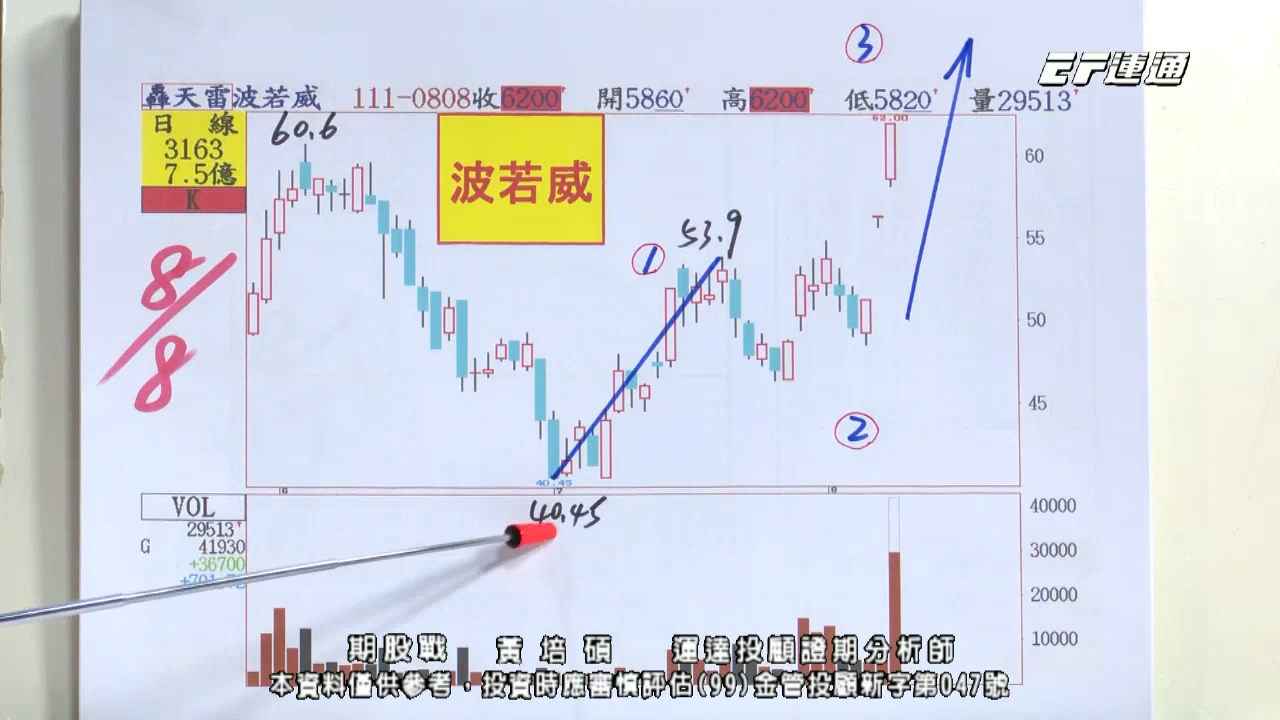 ③
EF運通
轟天雷波若威 111-0808收6200 開5860 高6200 低5820 量29513
日 線
3163
7.5億
K
60.6
波若威
62.00
60
55
50
45
8/8
① 53.9
②
40.45
6 7 8
40.45
VOL
29513
G 41930
+36700
40000
30000
20000
10000
期股戰 黃培碩 運達投顧證期分析師
本資料僅供參考，投資時應審慎評估(99)金管投顧新字第047號